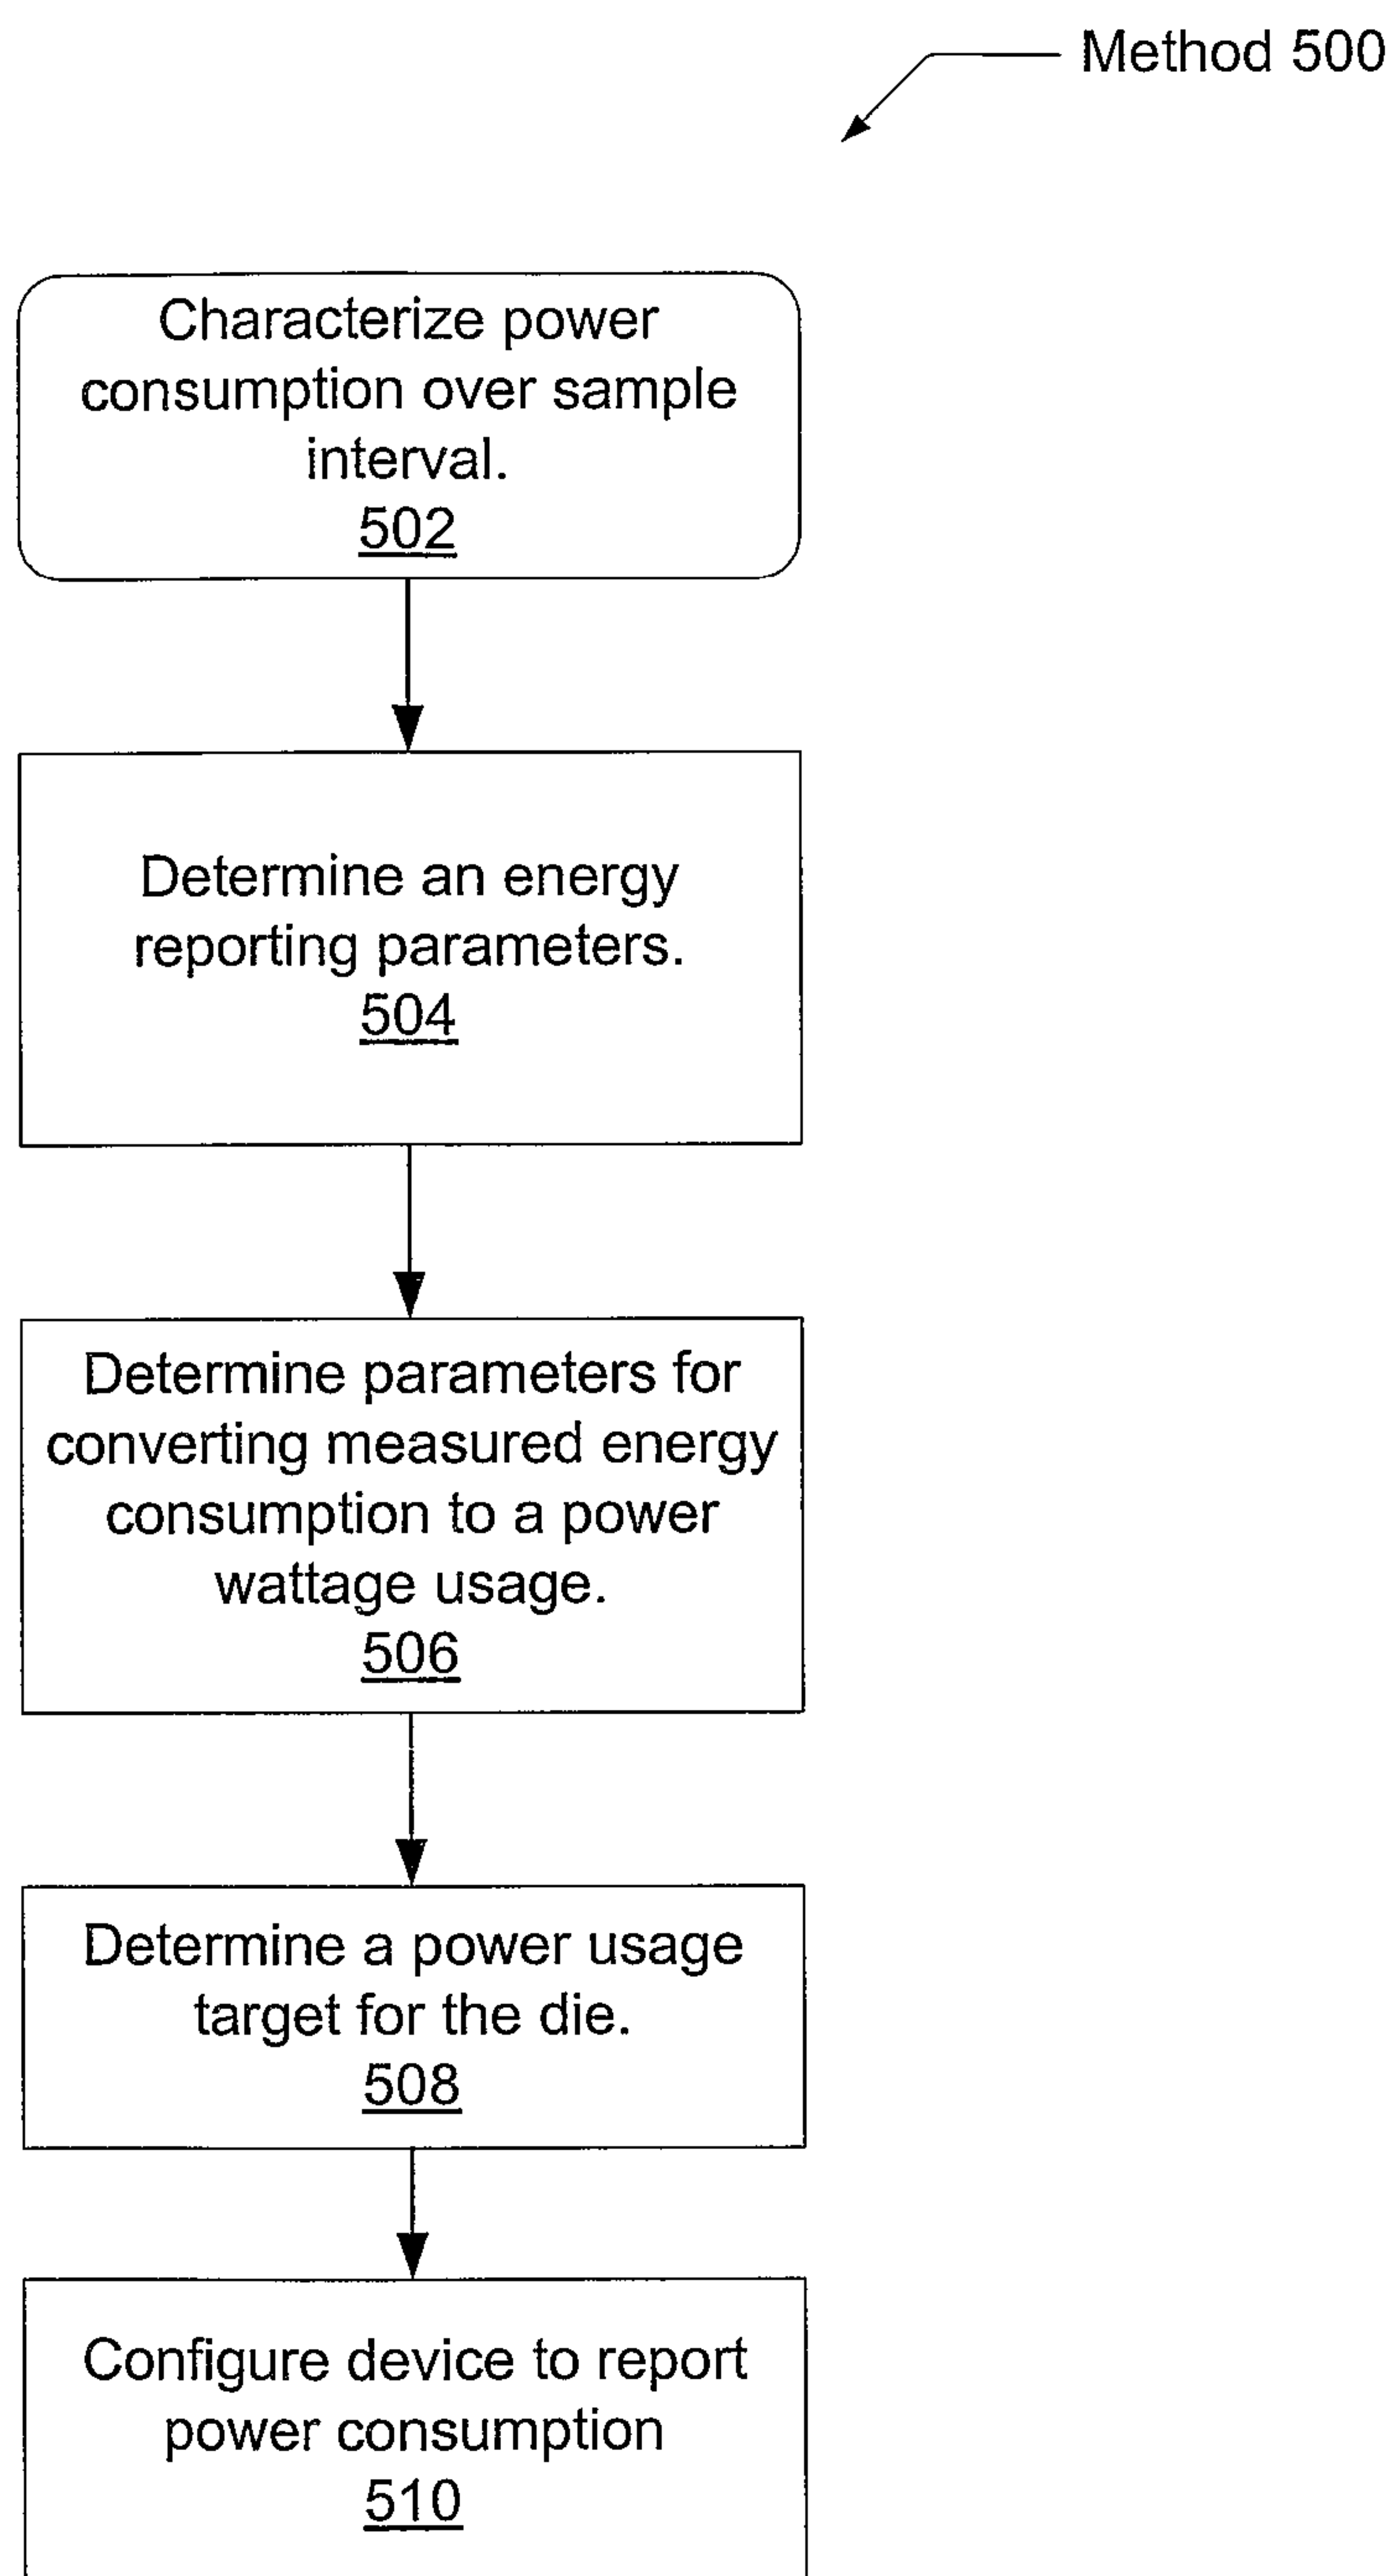 Method 500
Characterize power
consumption over sample
interval.
502
Determine an energy
reporting parameters.
504
Determine parameters for
converting measured energy
consumption to a power
wattage usage.
506
Determine a power usage
target for the die.
508
Configure device to report
power consumption
510